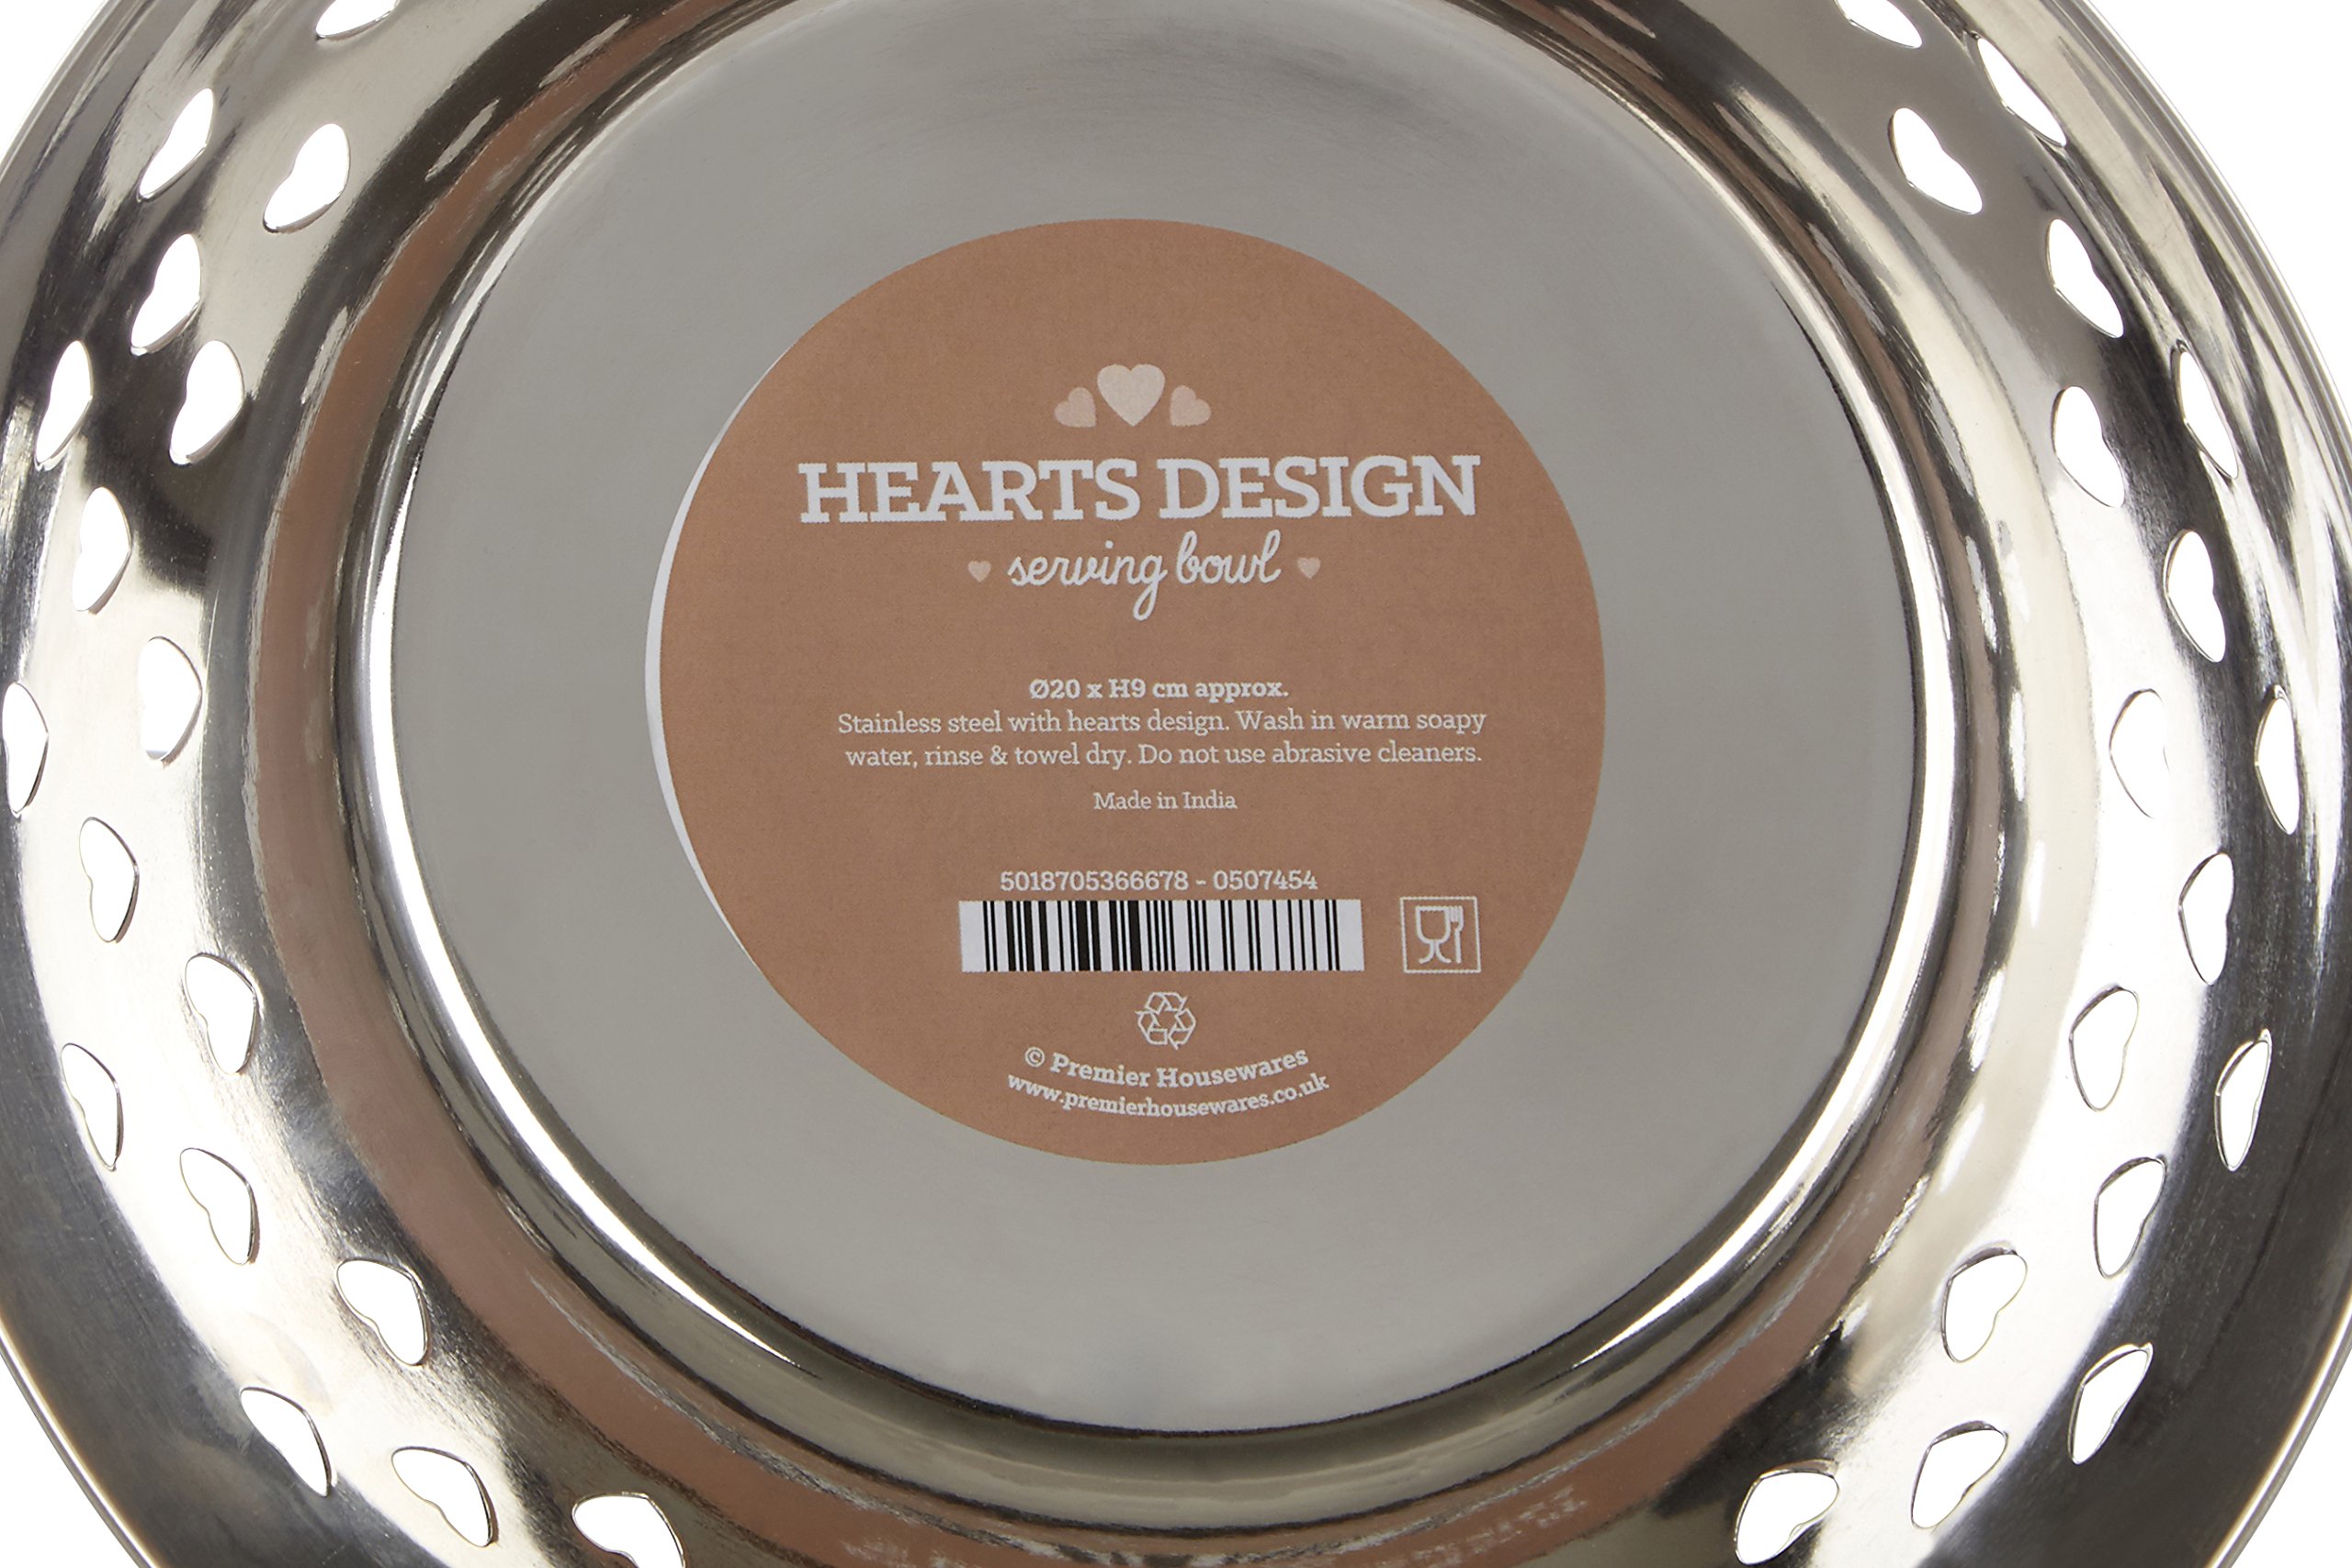 HEARTS DESIGN
serving bowl
Ø20 x H9 cm approx.
Stainless steel with hearts design. Wash in warm soapy
water, rinse & towel dry. Do not use abrasive cleaners.
Made in India
5018705366678 - 0507454
© Premier Housewares
www.premierhousewares.co.uk